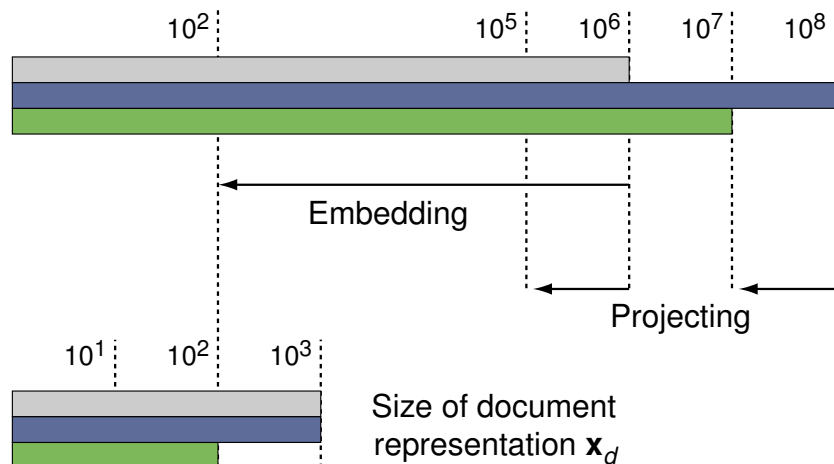 10² 10⁵ 10⁶ 10⁷ 10⁸
Embedding
Projecting
10¹ 10² 10³
Size of document
representation x_d